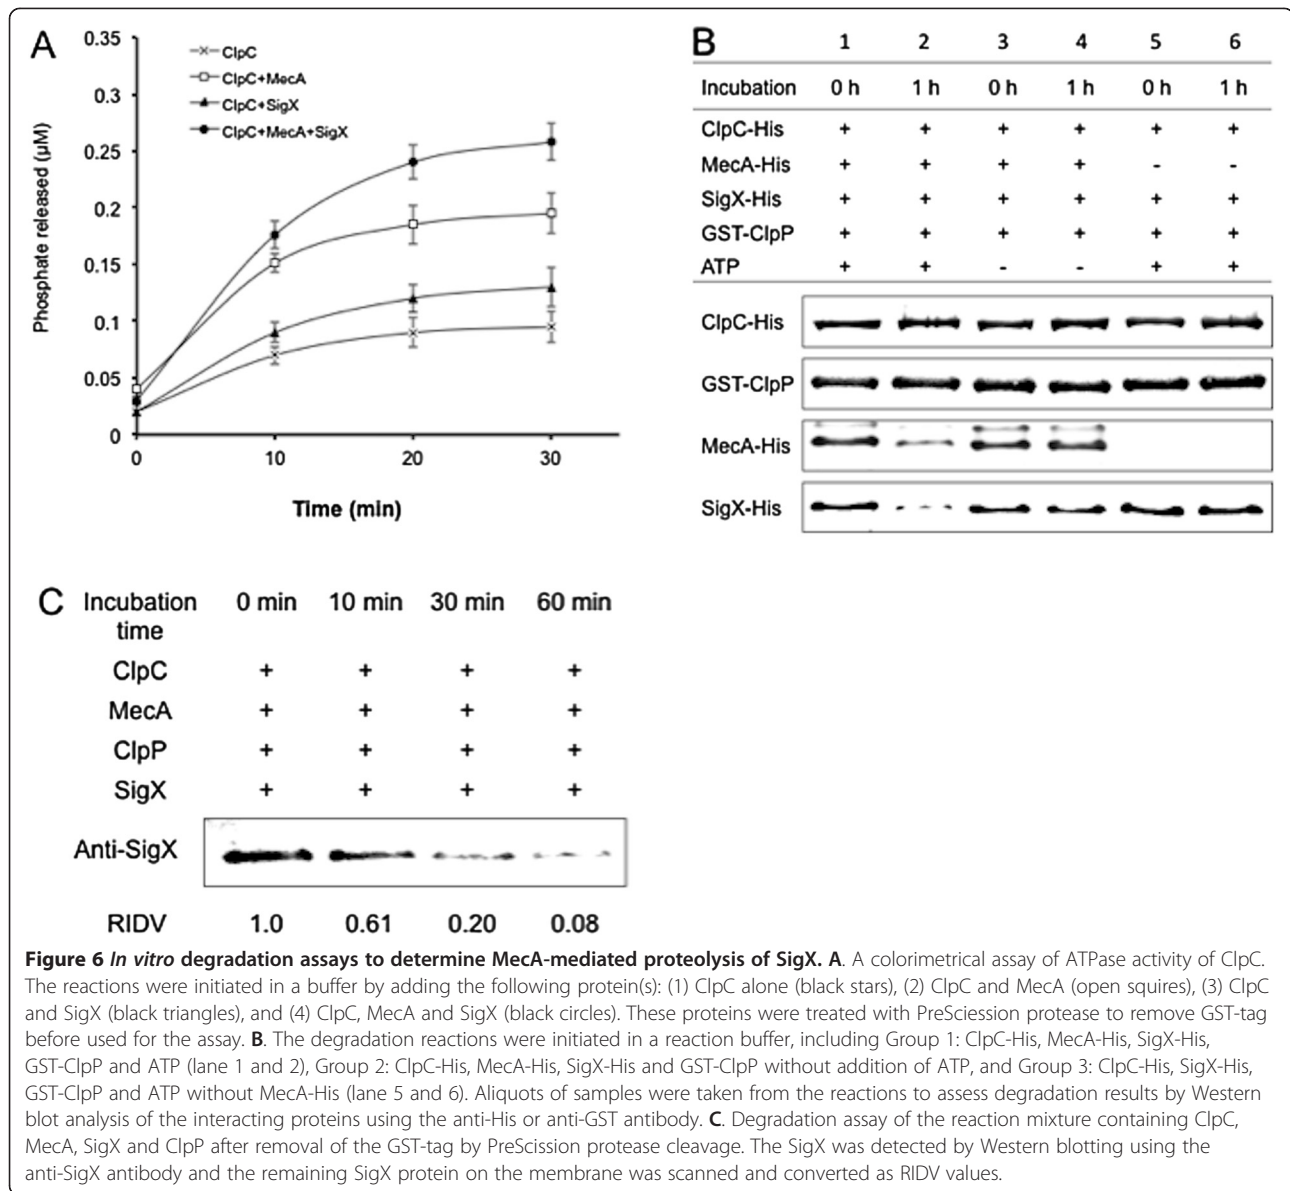 A
0.35
0.3
0.25
0.2
0.15
0.1
0.05
0
Phosphate released (µM)
ClpC
ClpC+MecA
ClpC+SigX
ClpC+MecA+SigX
0 10 20 30
Time (min)
B 1 2 3 4 5 6
Incubation 0 h 1 h 0 h 1 h 0 h 1 h
ClpC-His + + + + + +
MecA-His + + + + - -
SigX-His + + + + + +
GST-ClpP + + + + + +
ATP + + - - + +
ClpC-His
GST-ClpP
MecA-His
SigX-His
C Incubation 0 min 10 min 30 min 60 min
time
ClpC + + + +
MecA + + + +
ClpP + + + +
SigX + + + +
Anti-SigX
RIDV 1.0 0.61 0.20 0.08
Figure 6 In vitro degradation assays to determine MecA-mediated proteolysis of SigX. A. A colorimetrical assay of ATPase activity of ClpC.
The reactions were initiated in a buffer by adding the following protein(s): (1) ClpC alone (black stars), (2) ClpC and MecA (open squires), (3) ClpC
and SigX (black triangles), and (4) ClpC, MecA and SigX (black circles). These proteins were treated with PreSciession protease to remove GST-tag
before used for the assay. B. The degradation reactions were initiated in a reaction buffer, including Group 1: ClpC-His, MecA-His, SigX-His,
GST-ClpP and ATP (lane 1 and 2), Group 2: ClpC-His, MecA-His, SigX-His and GST-ClpP without addition of ATP, and Group 3: ClpC-His, SigX-His,
GST-ClpP and ATP without MecA-His (lane 5 and 6). Aliquots of samples were taken from the reactions to assess degradation results by Western
blot analysis of the interacting proteins using the anti-His or anti-GST antibody. C. Degradation assay of the reaction mixture containing ClpC,
MecA, SigX and ClpP after removal of the GST-tag by PreScission protease cleavage. The SigX was detected by Western blotting using the
anti-SigX antibody and the remaining SigX protein on the membrane was scanned and converted as RIDV values.